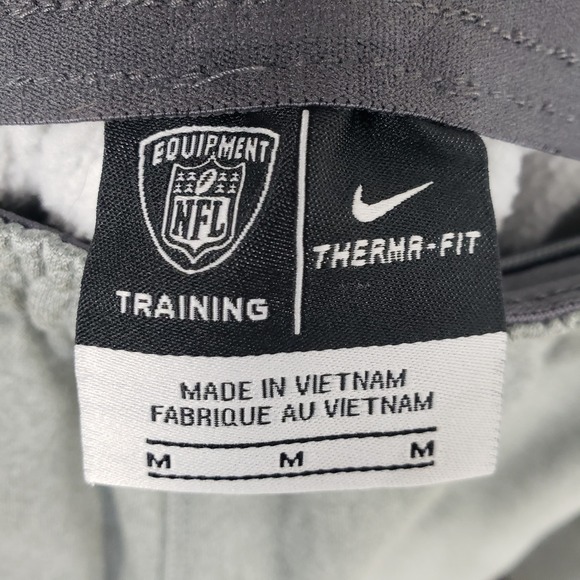 EQUIPMENT
NFL
TRAINING
THERMA-FIT
MADE IN VIETNAM
FABRIQUE AU VIETNAM
M M M